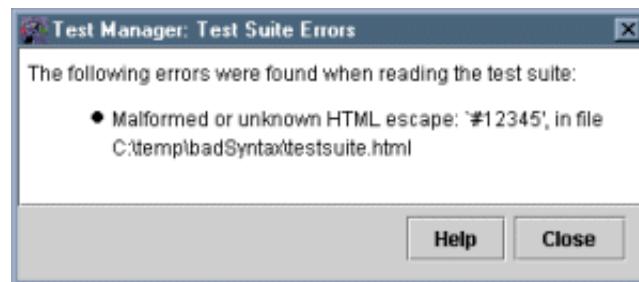 Test Manager: Test Suite Errors
The following errors were found when reading the test suite:
● Malformed or unknown HTML escape: `#12345', in file
C:\temp\badSyntax\testsuite.html
Help
Close